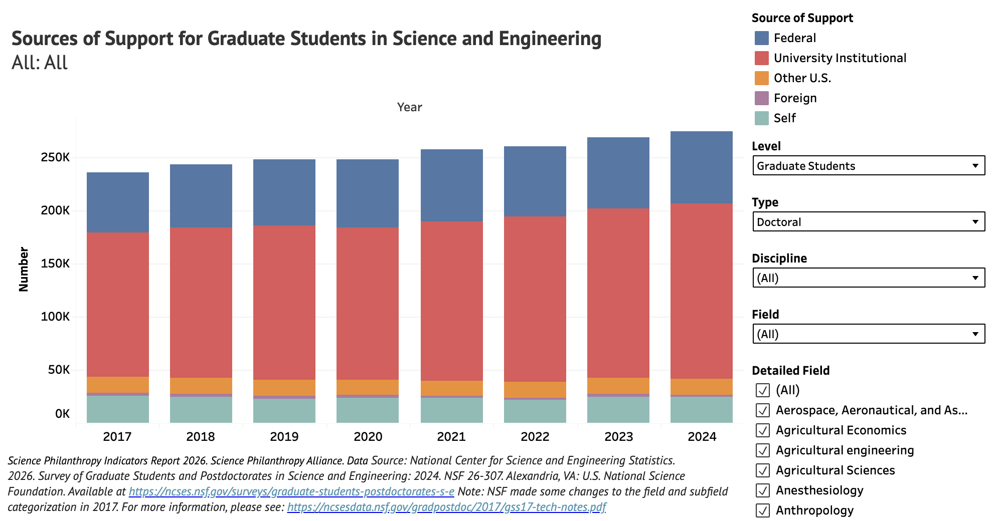 Sources of Support for Graduate Students in Science and Engineering
All: All
Year
Number
250K
200K
150K
100K
50K
0K
2017 2018 2019 2020 2021 2022 2023 2024
Science Philanthropy Indicators Report 2026. Science Philanthropy Alliance. Data Source: National Center for Science and Engineering Statistics.
2026. Survey of Graduate Students and Postdoctorates in Science and Engineering: 2024. NSF 26-307. Alexandria, VA: U.S. National Science
Foundation. Available at https://ncses.nsf.gov/surveys/graduate-students-postdoctorates-s-e Note: NSF made some changes to the field and subfield
categorization in 2017. For more information, please see: https://ncsesdata.nsf.gov/gradpostdoc/2017/gss17-tech-notes.pdf
Source of Support
Federal
University Institutional
Other U.S.
Foreign
Self
Level
Graduate Students
Type
Doctoral
Discipline
(All)
Field
(All)
Detailed Field
(All)
Aerospace, Aeronautical, and As...
Agricultural Economics
Agricultural engineering
Agricultural Sciences
Anesthesiology
Anthropology